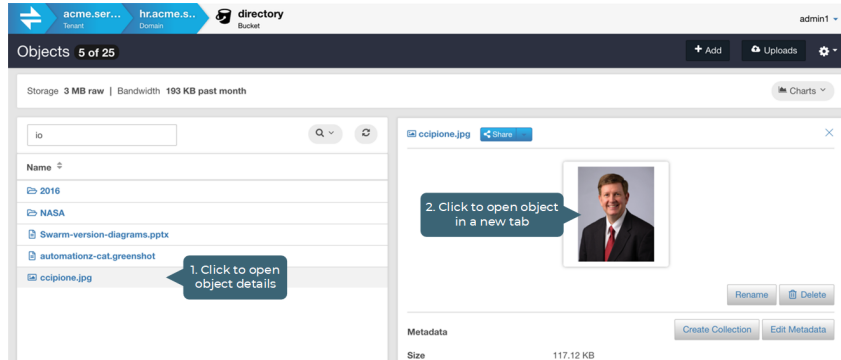 acme.ser... hr.acme.s.. directory
Tenant Domain Bucket
admin1
Objects 5 of 25
+ Add Uploads
Storage 3 MB raw | Bandwidth 193 KB past month
Charts
io
Name
2016
NASA
Swarm-version-diagrams.pptx
automationz-cat.greenshot
ccipione.jpg
1. Click to open
object details
ccipione.jpg Share
2. Click to open object
in a new tab
Rename Delete
Metadata Create Collection Edit Metadata
Size 117.12 KB